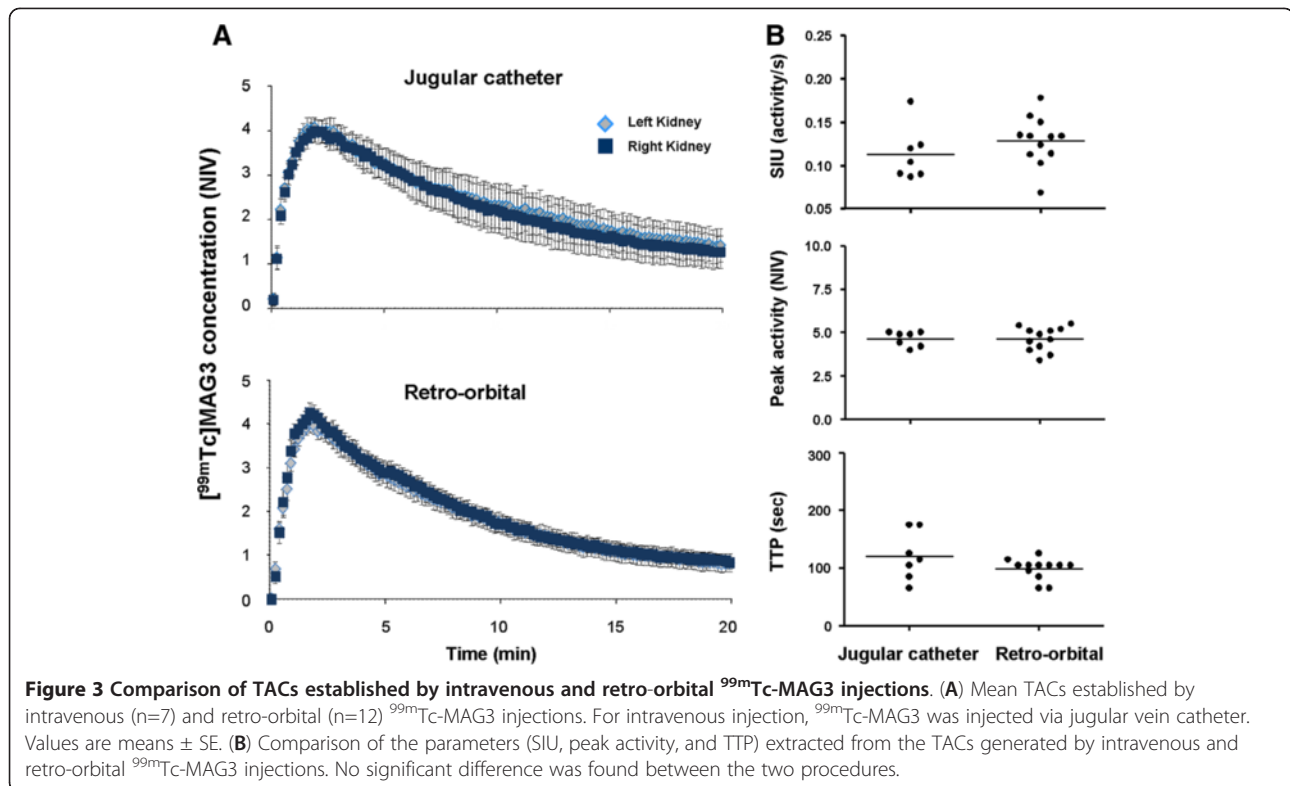 A
Jugular catheter
5
4
3
2
1
0
Left Kidney
Right Kidney
[99mTc]MAG3 concentration (NIV)
Retro-orbital
5
4
3
2
1
0
0 5 10 15 20
Time (min)
B
SIU (activity/s)
0.25
0.20
0.15
0.10
0.05
Peak activity (NIV)
10.0
7.5
5.0
2.5
0.0
TTP (sec)
300
200
100
0
Jugular catheter Retro-orbital
Figure 3 Comparison of TACs established by intravenous and retro-orbital 99mTc-MAG3 injections. (A) Mean TACs established by
intravenous (n=7) and retro-orbital (n=12) 99mTc-MAG3 injections. For intravenous injection, 99mTc-MAG3 was injected via jugular vein catheter.
Values are means ± SE. (B) Comparison of the parameters (SIU, peak activity, and TTP) extracted from the TACs generated by intravenous and
retro-orbital 99mTc-MAG3 injections. No significant difference was found between the two procedures.